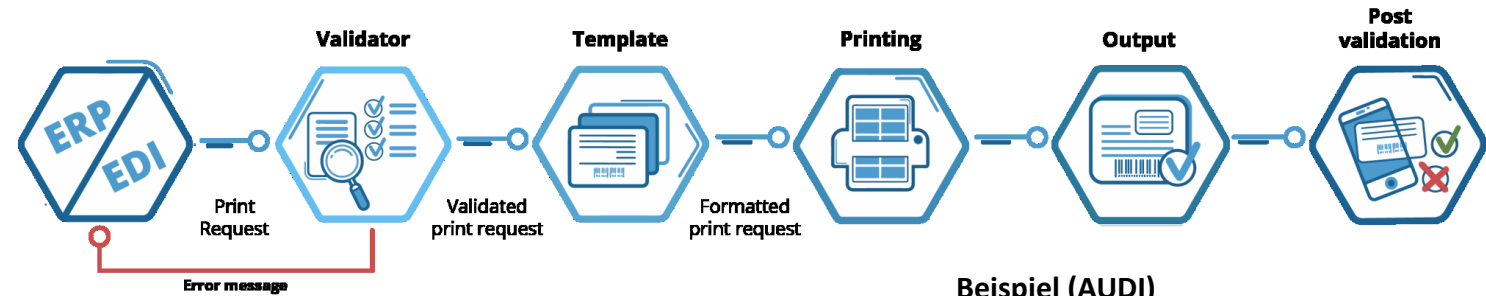 ERP
EDI
Print
Request
Error message
Validator
Validated
print request
Template
Formatted
print request
Printing
Output
Post
validation
Beispiel (AUDI)